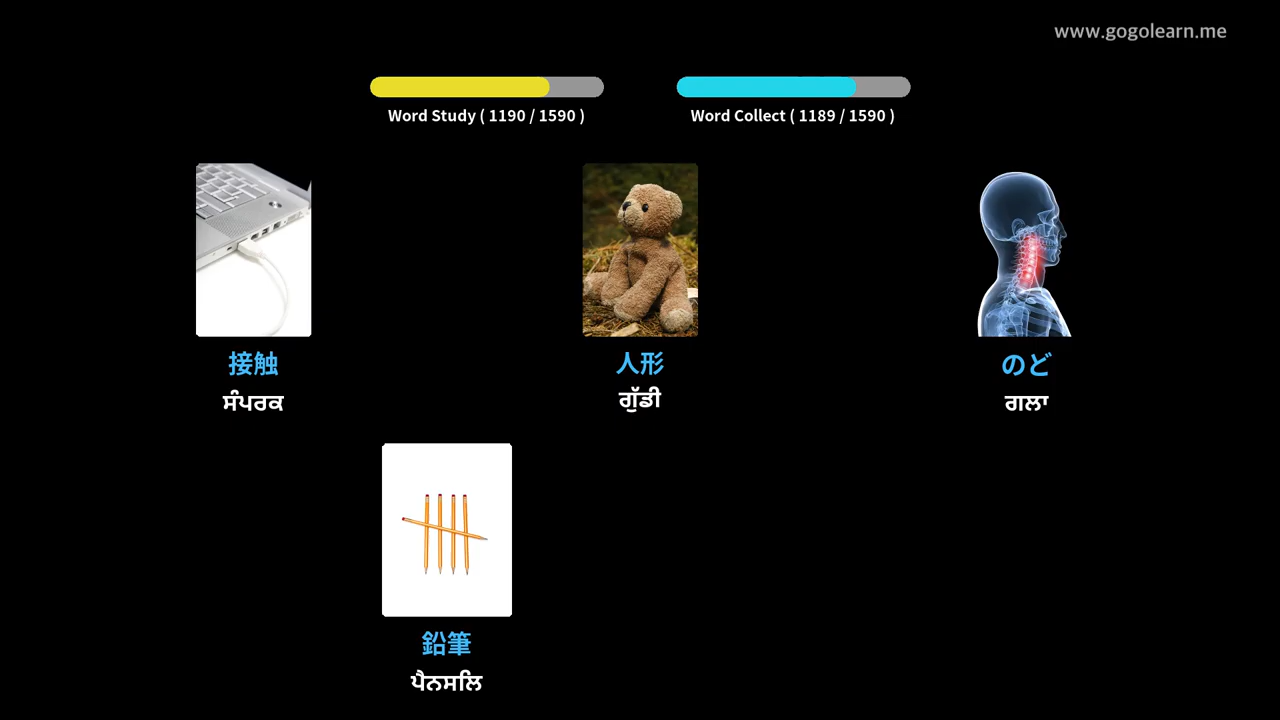 www.gogolearn.me
Word Study ( 1190 / 1590 )
Word Collect ( 1189 / 1590 )
接触
ਸੰਪਰਕ
人形
ਗੁੱਡੀ
のど
ਗਲਾ
鉛筆
ਪੈਨਸਲਿ